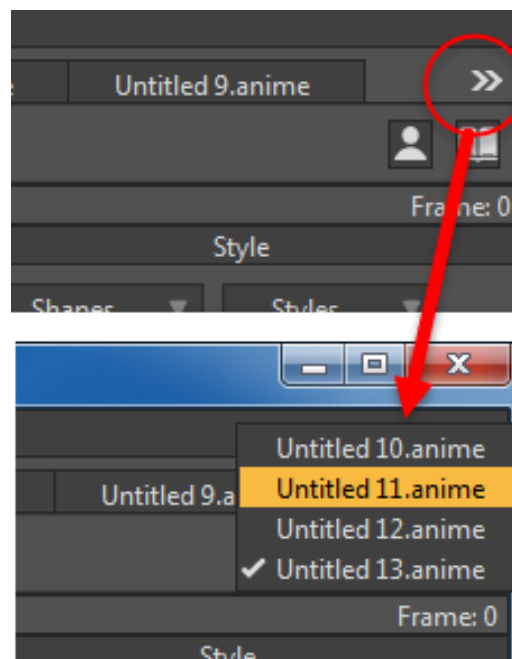 Untitled 9.anime
Frame: 0
Style
Shapes Styles
Untitled 10.anime
Untitled 11.anime
Untitled 9.a
Untitled 12.anime
Untitled 13.anime
Frame: 0
Style